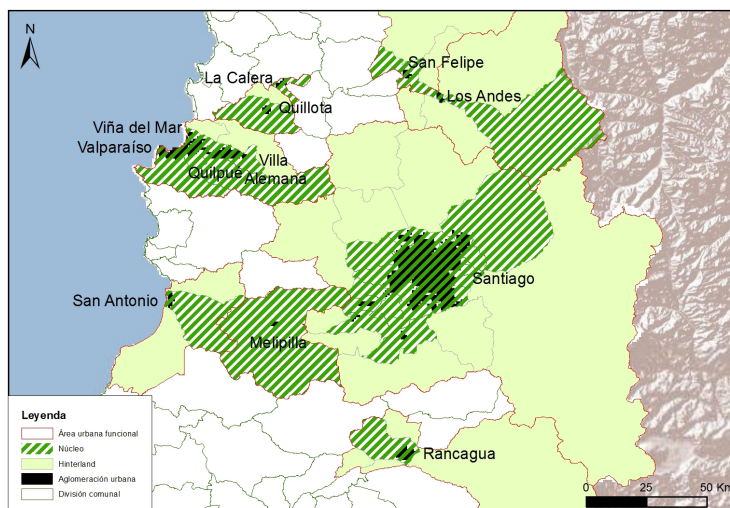 N
San Felipe
La Calera
Los Andes
Quillota
Viña del Mar
Valparaíso
Villa
Quilpue
Alemana
Santiago
San Antonio
Melipilla
Rancagua
Leyenda
Área urbana funcional
Núcleo
Hinterland
Aglomeración urbana
División comunal
0 25 50 Km